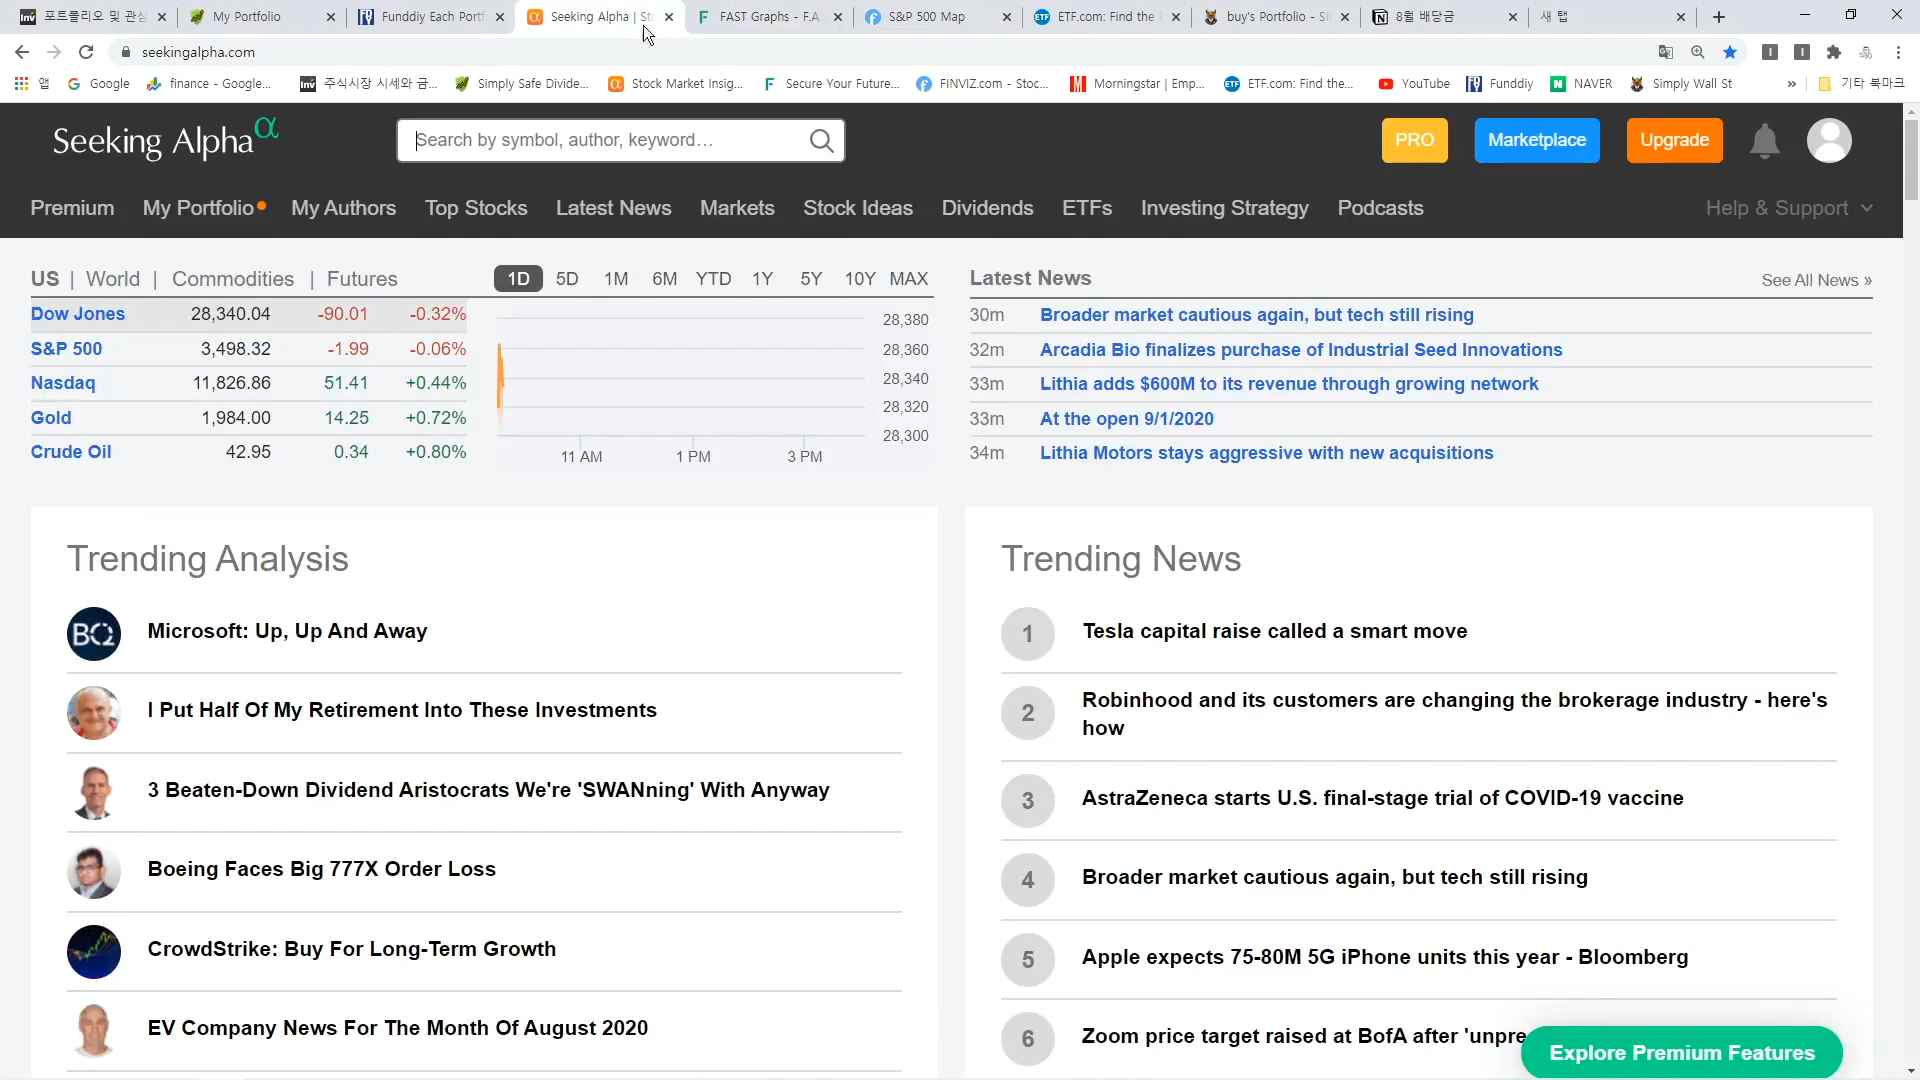 포트폴리오 및 관심
My Portfolio
Funddiy Each Portf
Seeking Alpha | Sto
FAST Graphs - F.A.
S&P 500 Map
ETF.com: Find the
buy's Portfolio - Si
8월 배당금
새 탭
seekingalpha.com
앱
Google
finance - Google...
주식시장 시세와 금...
Simply Safe Divide...
Stock Market Insig...
Secure Your Future...
FINVIZ.com - Stoc...
Morningstar | Emp...
ETF.com: Find the...
YouTube
Funddiy
NAVER
Simply Wall St
»
기타 북마크
Seeking Alpha α
Search by symbol, author, keyword…
PRO
Marketplace
Upgrade
Premium My Portfolio My Authors Top Stocks Latest News Markets Stock Ideas Dividends ETFs Investing Strategy Podcasts Help & Support
US | World | Commodities | Futures
Dow Jones 28,340.04 -90.01 -0.32%
S&P 500 3,498.32 -1.99 -0.06%
Nasdaq 11,826.86 51.41 +0.44%
Gold 1,984.00 14.25 +0.72%
Crude Oil 42.95 0.34 +0.80%
1D 5D 1M 6M YTD 1Y 5Y 10Y MAX
28,380
28,360
28,340
28,320
28,300
11 AM 1 PM 3 PM
Latest News See All News »
30m Broader market cautious again, but tech still rising
32m Arcadia Bio finalizes purchase of Industrial Seed Innovations
33m Lithia adds $600M to its revenue through growing network
33m At the open 9/1/2020
34m Lithia Motors stays aggressive with new acquisitions
Trending Analysis
Microsoft: Up, Up And Away
I Put Half Of My Retirement Into These Investments
3 Beaten-Down Dividend Aristocrats We're 'SWANning' With Anyway
Boeing Faces Big 777X Order Loss
CrowdStrike: Buy For Long-Term Growth
EV Company News For The Month Of August 2020
Trending News
1 Tesla capital raise called a smart move
2 Robinhood and its customers are changing the brokerage industry - here's
how
3 AstraZeneca starts U.S. final-stage trial of COVID-19 vaccine
4 Broader market cautious again, but tech still rising
5 Apple expects 75-80M 5G iPhone units this year - Bloomberg
6 Zoom price target raised at BofA after 'unpre
Explore Premium Features